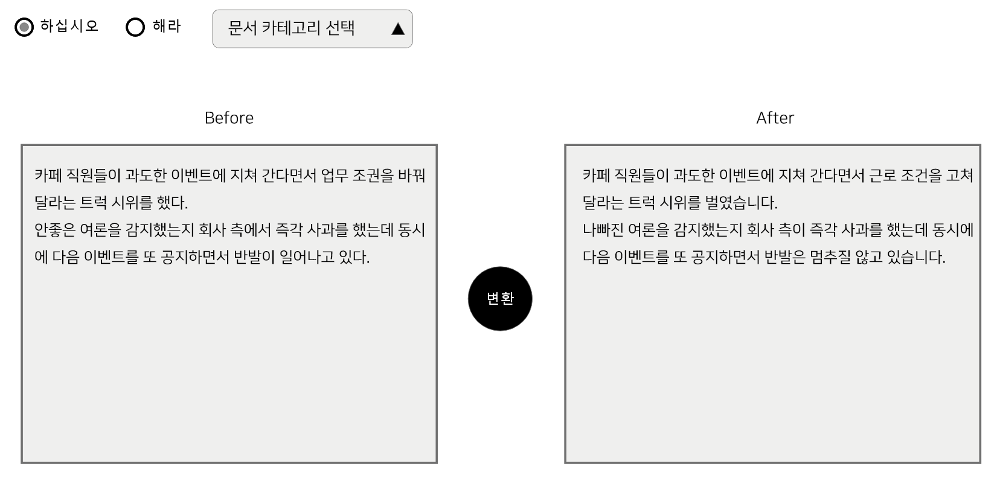 하십시오
해라
문서 카테고리 선택
Before
카페 직원들이 과도한 이벤트에 지쳐 간다면서 업무 조권을 바꿔
달라는 트럭 시위를 했다.
안좋은 여론을 감지했는지 회사 측에서 즉각 사과를 했는데 동시
에 다음 이벤트를 또 공지하면서 반발이 일어나고 있다.
변환
After
카페 직원들이 과도한 이벤트에 지쳐 간다면서 근로 조건을 고쳐
달라는 트럭 시위를 벌였습니다.
나빠진 여론을 감지했는지 회사 측이 즉각 사과를 했는데 동시에
다음 이벤트를 또 공지하면서 반발은 멈추질 않고 있습니다.